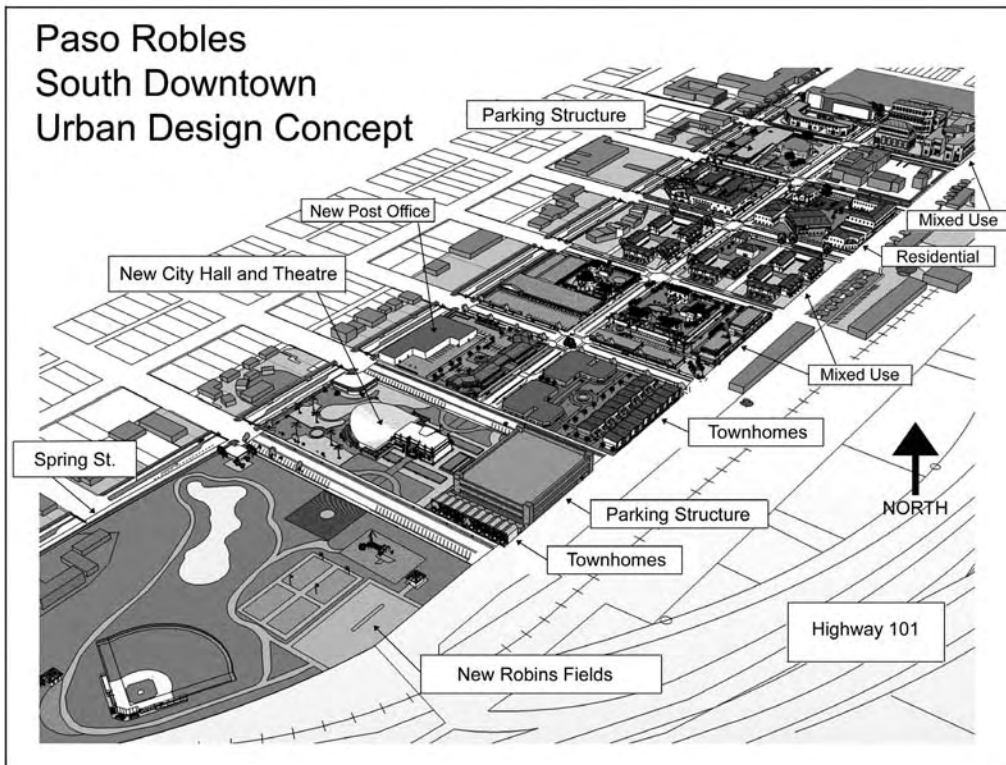 Paso Robles
South Downtown
Urban Design Concept
Parking Structure
New Post Office
Mixed Use
Residential
New City Hall and Theatre
Mixed Use
Townhomes
Spring St.
NORTH
Parking Structure
Townhomes
Highway 101
New Robins Fields